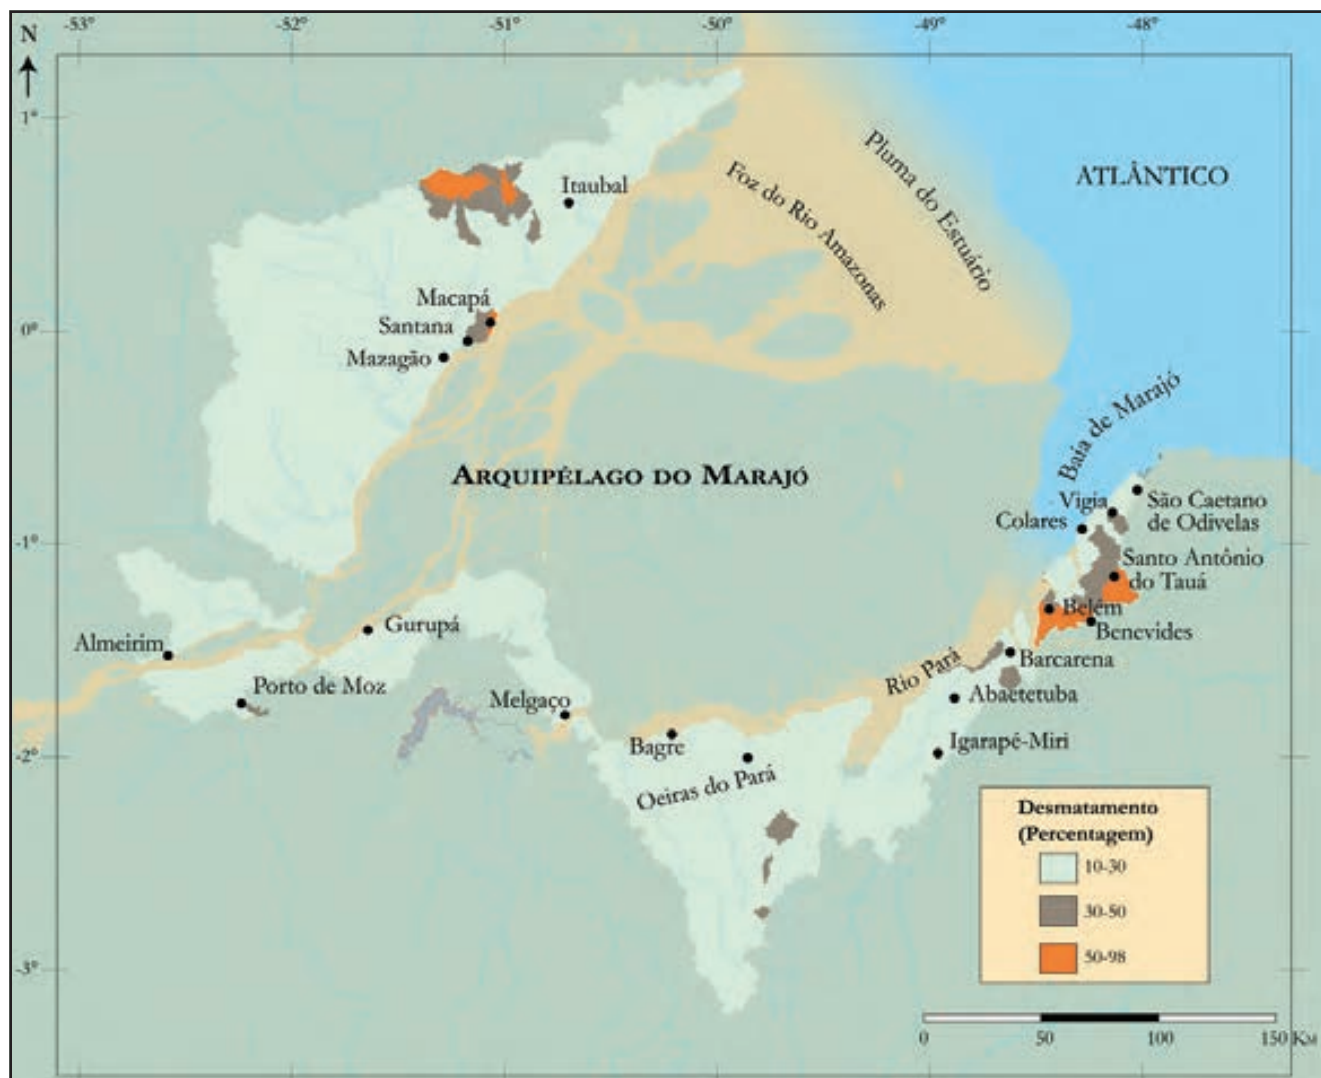 -53°
-52°
-51°
-50°
-49°
-48°
N
1°
0°
-1°
-2°
-3°
Pluma do Estuário
ATLÂNTICO
Foz do Rio Amazonas
Itaubal
Macapá
Santana
Mazagão
Baia de Marajó
ARQUIPÉLAGO DO MARAJÓ
Vigia
São Caetano
de Odivelas
Colares
Santo Antônio
do Tauá
Belém
Benevides
Gurupá
Almeirim
Barcarena
Rio Pará
Porto de Moz
Abaetetuba
Melgaço
Igarapé-Miri
Bagre
Oeiras do Pará
Desmatamento
(Percentagem)
10-30
30-50
50-98
0
50
100
150 KM